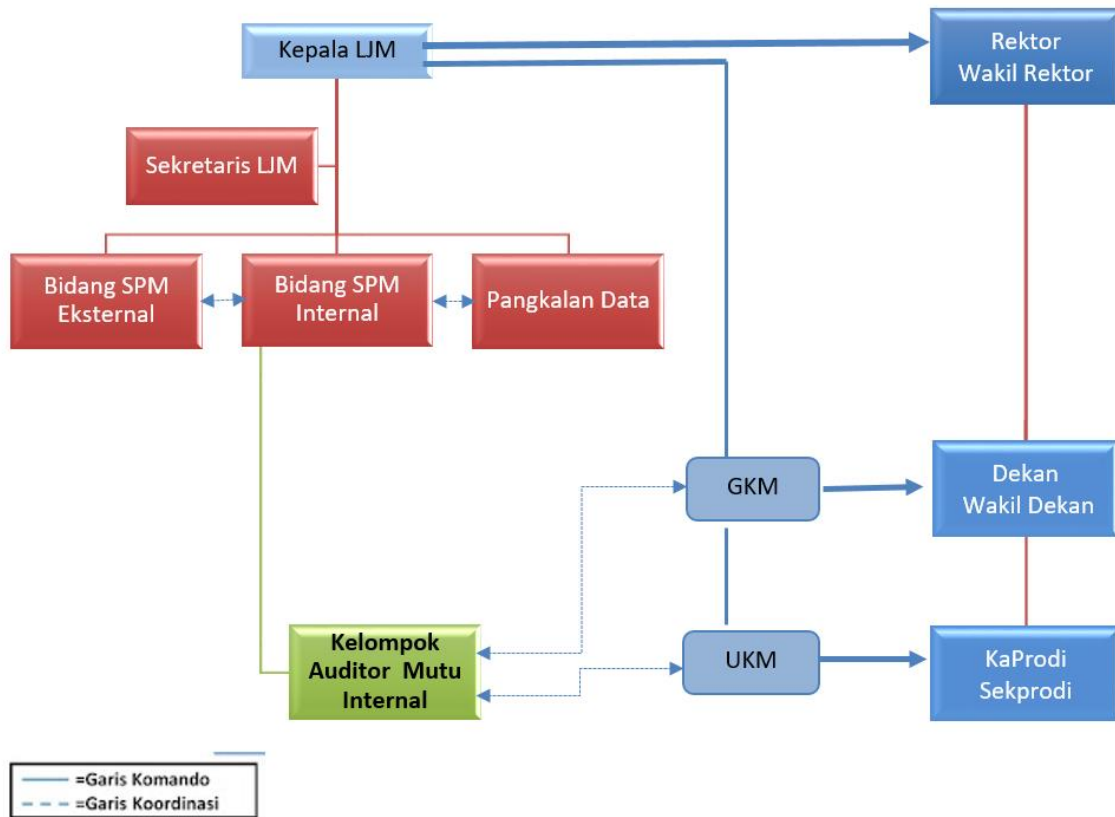 Kepala LJM
Rektor
Wakil Rektor
Sekretaris LJM
Bidang SPM
Eksternal
Bidang SPM
Internal
Pangkalan Data
GKM
Dekan
Wakil Dekan
Kelompok
Auditor Mutu
Internal
UKM
KaProdi
Sekprodi
=Garis Komando
=Garis Koordinasi